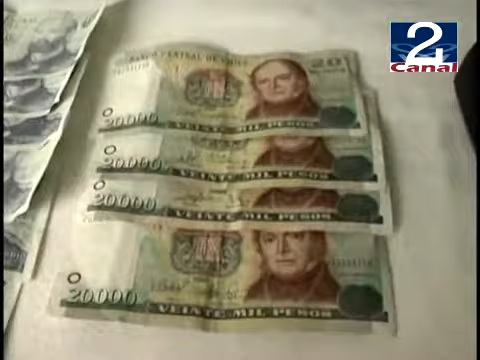 2
Canal
BANCO CENTRAL DE CHILE
20
20000
VEINTE MIL PESOS
20000
VEINTE MIL PESOS
20000
VEINTE MIL PESOS
20000
VEINTE MIL PESOS